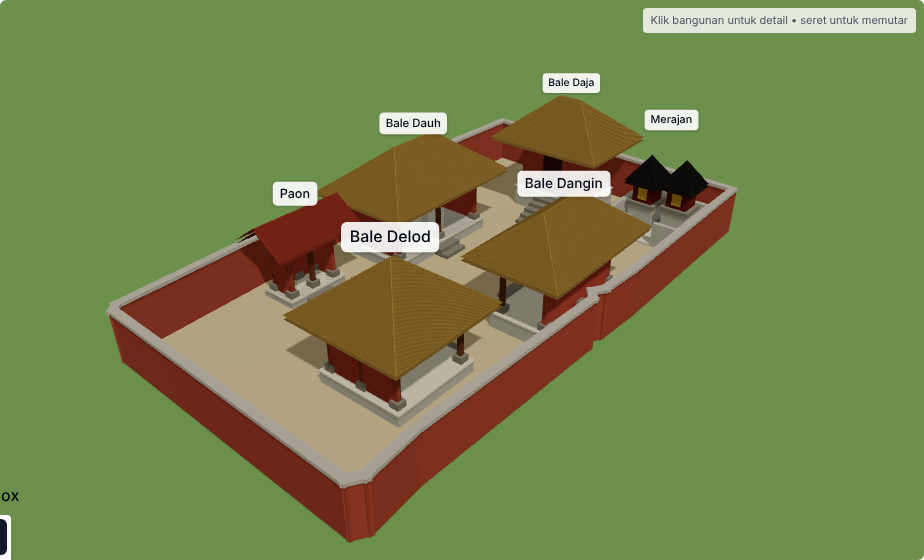 Klik bangunan untuk detail • seret untuk memutar
Bale Daja
Bale Dauh
Merajan
Paon
Bale Dangin
Bale Delod
ox